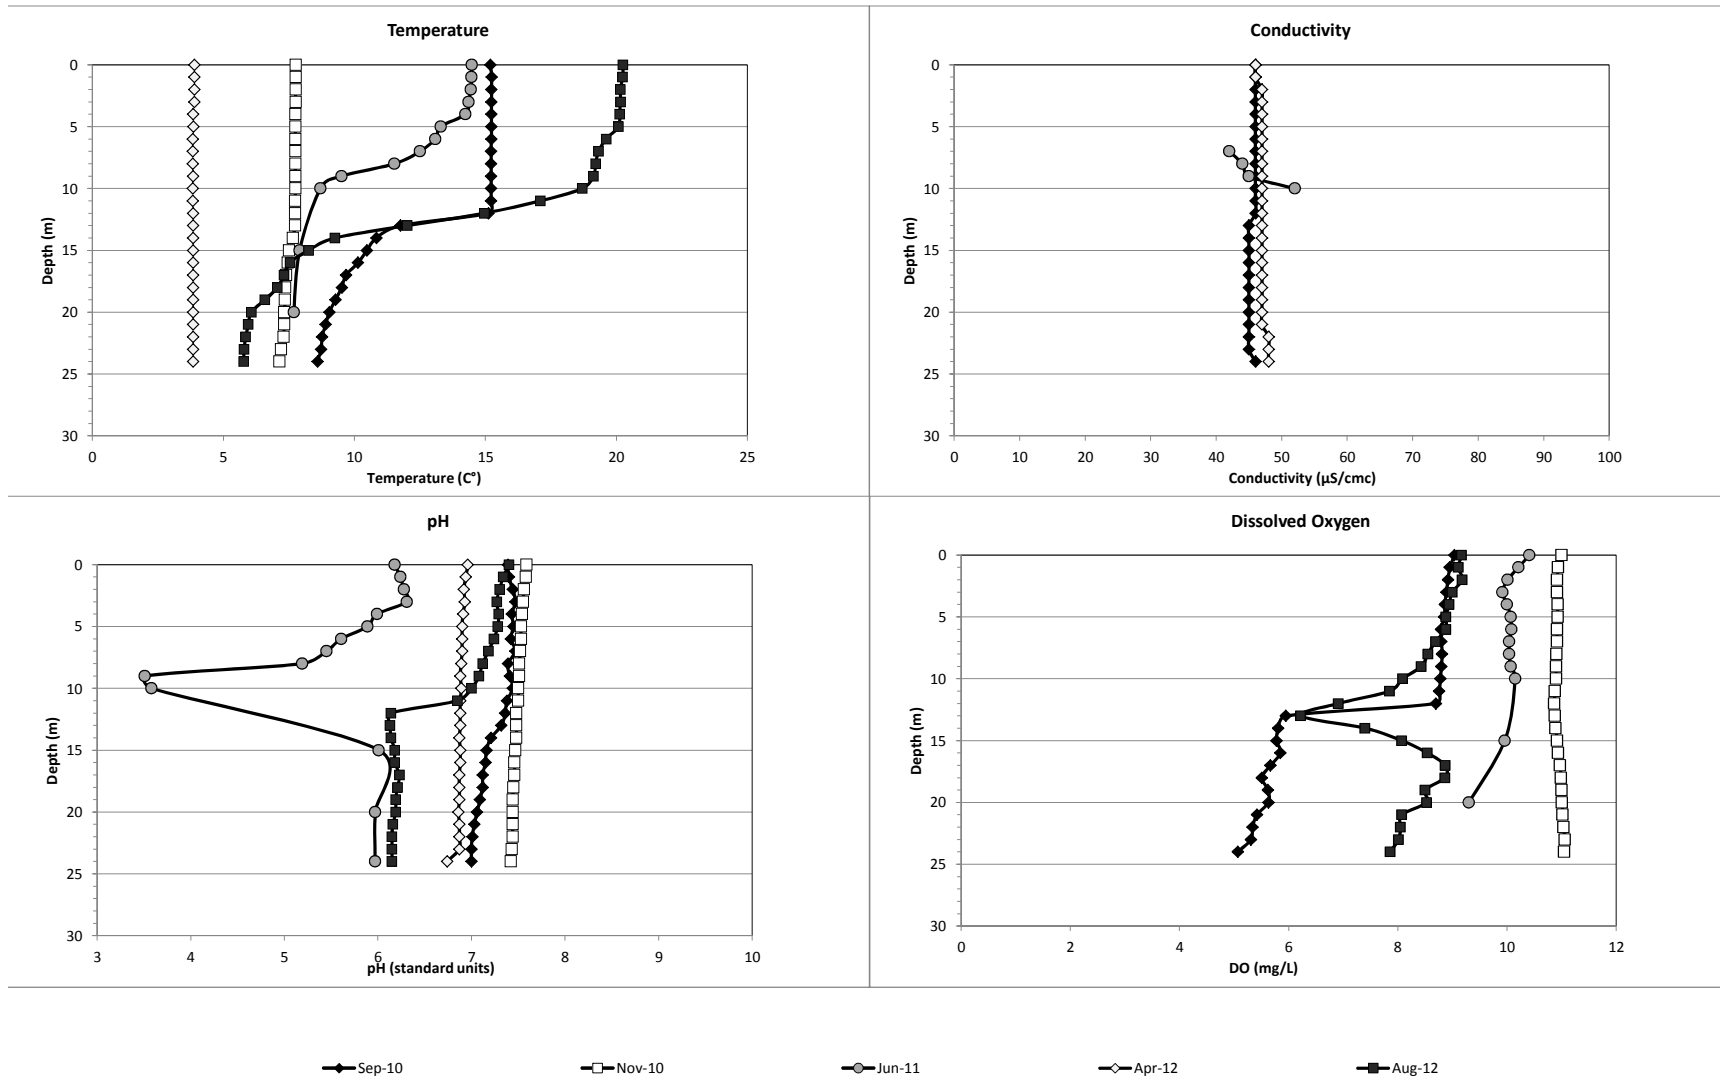 Temperature
0
5
10
15
20
25
30
Depth (m)
0 5 10 15 20 25
Temperature (C°)
Conductivity
0
5
10
15
20
25
30
Depth (m)
0 10 20 30 40 50 60 70 80 90 100
Conductivity (µS/cmc)
pH
0
5
10
15
20
25
30
Depth (m)
3 4 5 6 7 8 9 10
pH (standard units)
Dissolved Oxygen
0
5
10
15
20
25
30
Depth (m)
0 2 4 6 8 10 12
DO (mg/L)
Sep-10 Nov-10 Jun-11 Apr-12 Aug-12